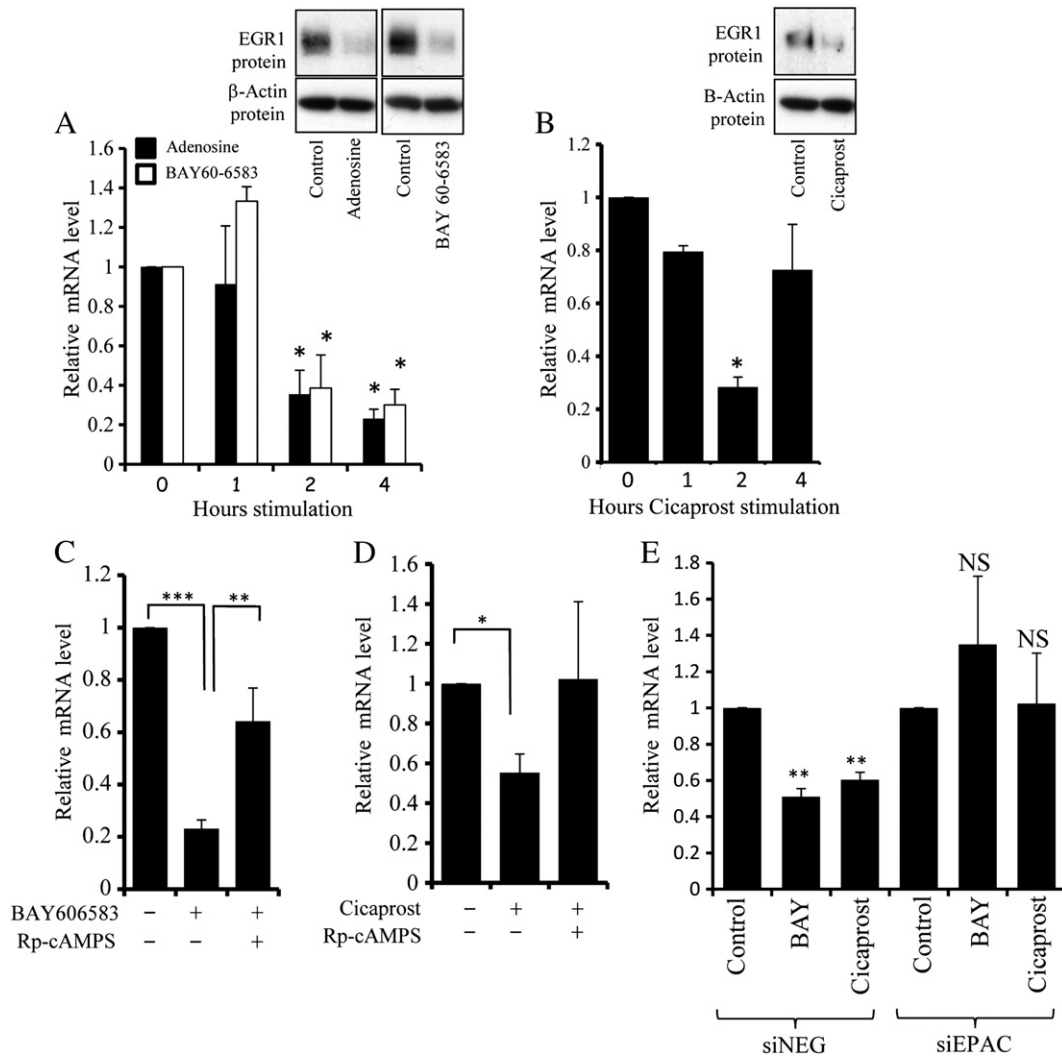 EGR1
protein
β-Actin
protein
Control
Adenosine
Control
BAY 60-6583
A
Adenosine
BAY60-6583
Relative mRNA level
1.6
1.4
1.2
1
0.8
0.6
0.4
0.2
0
* * * *
0 1 2 4
Hours stimulation
EGR1
protein
B-Actin
protein
Control
Cicaprost
B
Relative mRNA level
1.2
1
0.8
0.6
0.4
0.2
0
*
0 1 2 4
Hours Cicaprost stimulation
C
Relative mRNA level
1.2
1
0.8
0.6
0.4
0.2
0
*** **
BAY606583 – + +
Rp-cAMPS – – +
D
Relative mRNA level
1.6
1.4
1.2
1
0.8
0.6
0.4
0.2
0
*
Cicaprost – + +
Rp-cAMPS – – +
E
Relative mRNA level
1.8
1.6
1.4
1.2
1
0.8
0.6
0.4
0.2
0
** ** NS NS
Control
BAY
Cicaprost
Control
BAY
Cicaprost
siNEG siEPAC